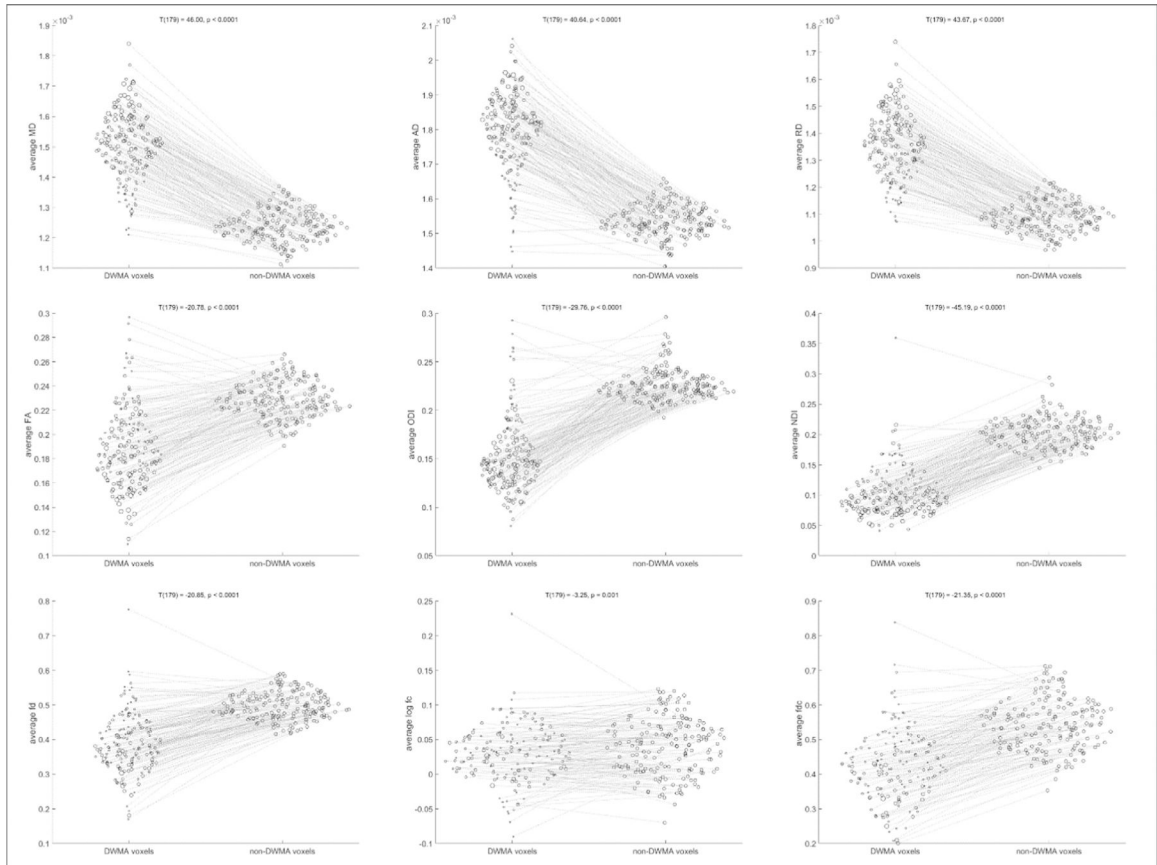 ×10⁻³
T(179) = 46.00, p < 0.0001
1.9
1.8
1.7
1.6
1.5
1.4
1.3
1.2
1.1
average MD
DWMA voxels
non-DWMA voxels
×10⁻³
T(179) = 40.64, p < 0.0001
2.1
2
1.9
1.8
1.7
1.6
1.5
1.4
average AD
DWMA voxels
non-DWMA voxels
×10⁻³
T(179) = 43.67, p < 0.0001
1.8
1.7
1.6
1.5
1.4
1.3
1.2
1.1
1
0.9
average RD
DWMA voxels
non-DWMA voxels
T(179) = -20.78, p < 0.0001
0.3
0.28
0.26
0.24
0.22
0.2
0.18
0.16
0.14
0.12
0.1
average FA
DWMA voxels
non-DWMA voxels
T(179) = -29.76, p < 0.0001
0.3
0.25
0.2
0.15
0.1
0.05
average ODI
DWMA voxels
non-DWMA voxels
T(179) = -45.19, p < 0.0001
0.4
0.35
0.3
0.25
0.2
0.15
0.1
0.05
0
average NDI
DWMA voxels
non-DWMA voxels
T(179) = -20.85, p < 0.0001
0.8
0.7
0.6
0.5
0.4
0.3
0.2
0.1
average fd
DWMA voxels
non-DWMA voxels
T(179) = -3.25, p = 0.001
0.25
0.2
0.15
0.1
0.05
0
-0.05
-0.1
average log fc
DWMA voxels
non-DWMA voxels
T(179) = -21.35, p < 0.0001
0.9
0.8
0.7
0.6
0.5
0.4
0.3
0.2
average fdc
DWMA voxels
non-DWMA voxels